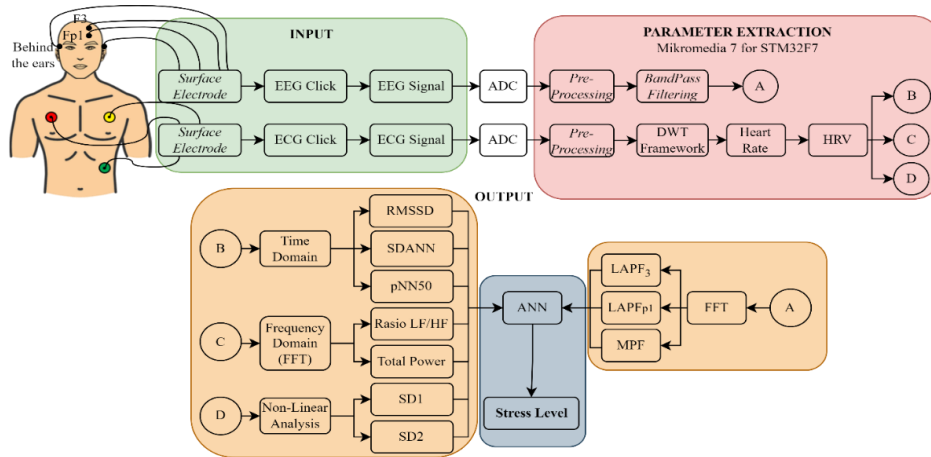 F3
Fp1
Behind
the ears
INPUT
Surface
Electrode
EEG Click
EEG Signal
ADC
Surface
Electrode
ECG Click
ECG Signal
ADC
PARAMETER EXTRACTION
Mikromedia 7 for STM32F7
Pre-
Processing
BandPass
Filtering
A
Pre-
Processing
DWT
Framework
Heart
Rate
HRV
B
C
D
OUTPUT
B
Time
Domain
RMSSD
SDANN
pNN50
C
Frequency
Domain
(FFT)
Rasio LF/HF
Total Power
D
Non-Linear
Analysis
SD1
SD2
ANN
Stress Level
LAPF3
LAPFp1
MPF
FFT
A